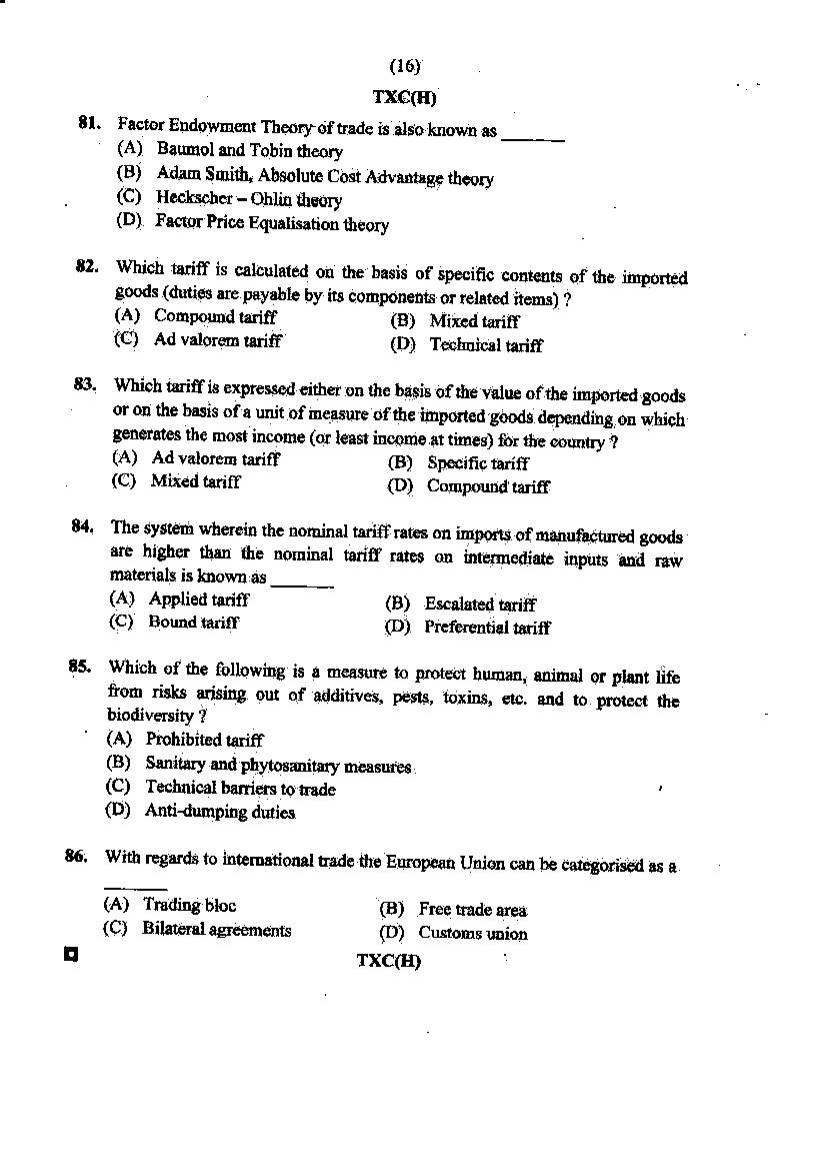 (16)
TXC(H)
81. Factor Endowment Theory of trade is also known as ______
(A) Baumol and Tobin theory
(B) Adam Smith, Absolute Cost Advantage theory
(C) Heckscher – Ohlin theory
(D) Factor Price Equalisation theory
82. Which tariff is calculated on the basis of specific contents of the imported
goods (duties are payable by its components or related items) ?
(A) Compound tariff (B) Mixed tariff
(C) Ad valorem tariff (D) Technical tariff
83. Which tariff is expressed either on the basis of the value of the imported goods
or on the basis of a unit of measure of the imported goods depending on which
generates the most income (or least income at times) for the country ?
(A) Ad valorem tariff (B) Specific tariff
(C) Mixed tariff (D) Compound tariff
84. The system wherein the nominal tariff rates on imports of manufactured goods
are higher than the nominal tariff rates on intermediate inputs and raw
materials is known as ______
(A) Applied tariff (B) Escalated tariff
(C) Bound tariff (D) Preferential tariff
85. Which of the following is a measure to protect human, animal or plant life
from risks arising out of additives, pests, toxins, etc. and to protect the
biodiversity ?
(A) Prohibited tariff
(B) Sanitary and phytosanitary measures
(C) Technical barriers to trade
(D) Anti-dumping duties
86. With regards to international trade the European Union can be categorised as a
______
(A) Trading bloc (B) Free trade area
(C) Bilateral agreements (D) Customs union
TXC(H)